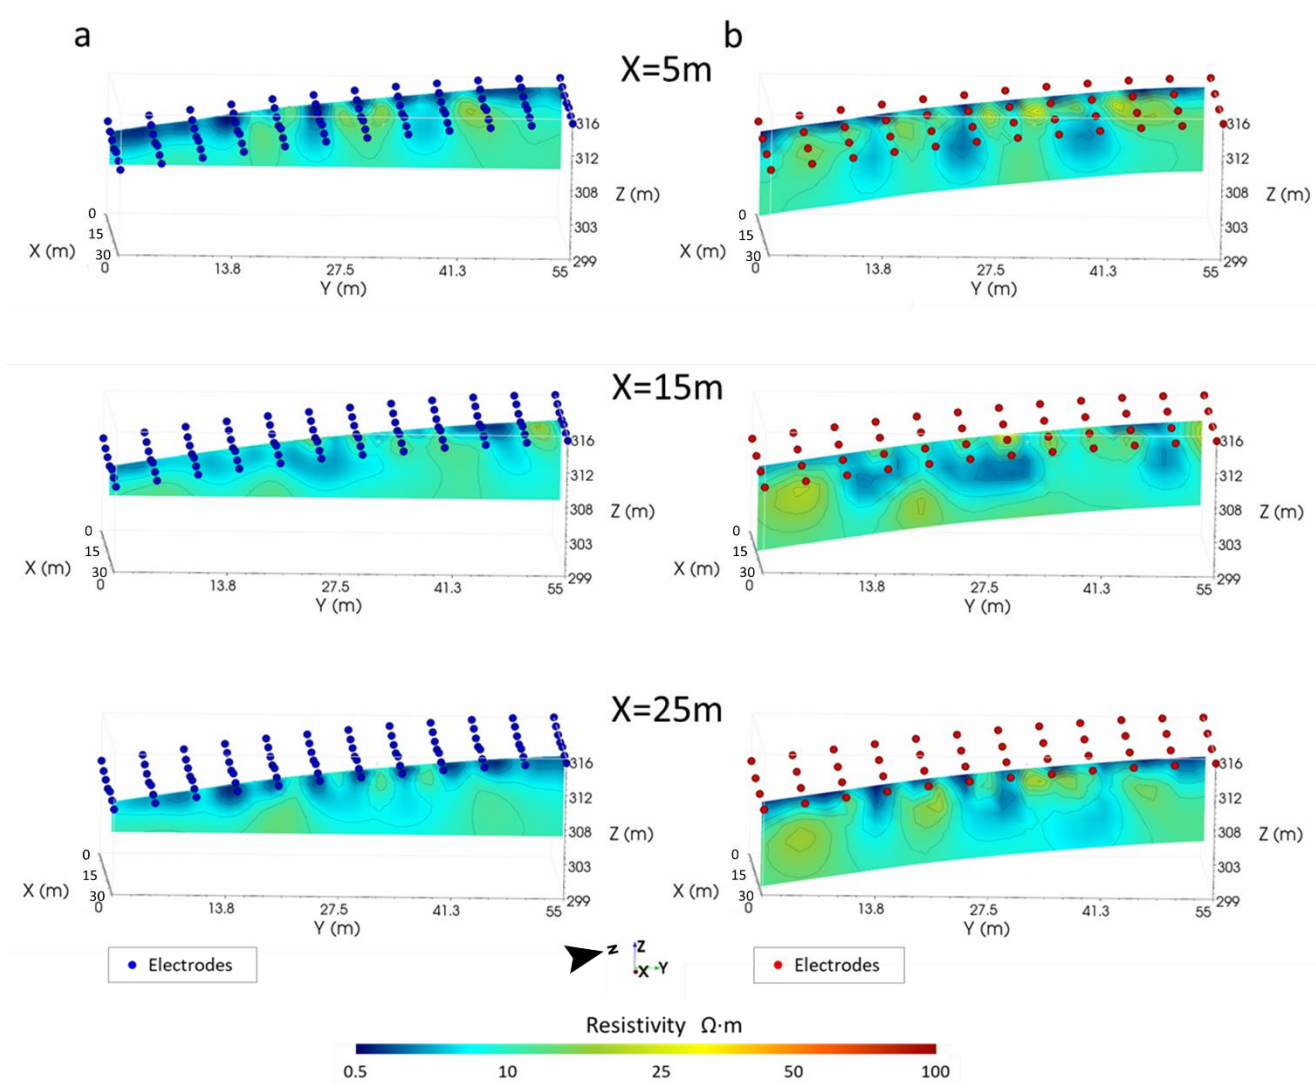 a
b
X=5m
316
312
308
303
299
Z (m)
0
15
30
X (m)
0
13.8
27.5
41.3
55
Y (m)
316
312
308
303
299
Z (m)
0
15
30
X (m)
0
13.8
27.5
41.3
55
Y (m)
X=15m
316
312
308
303
299
Z (m)
0
15
30
X (m)
0
13.8
27.5
41.3
55
Y (m)
316
312
308
303
299
Z (m)
0
15
30
X (m)
0
13.8
27.5
41.3
55
Y (m)
X=25m
316
312
308
303
299
Z (m)
0
15
30
X (m)
0
13.8
27.5
41.3
55
Y (m)
316
312
308
303
299
Z (m)
0
15
30
X (m)
0
13.8
27.5
41.3
55
Y (m)
Electrodes
N
Z
X
Y
Electrodes
Resistivity Ω·m
0.5 10 25 50 100